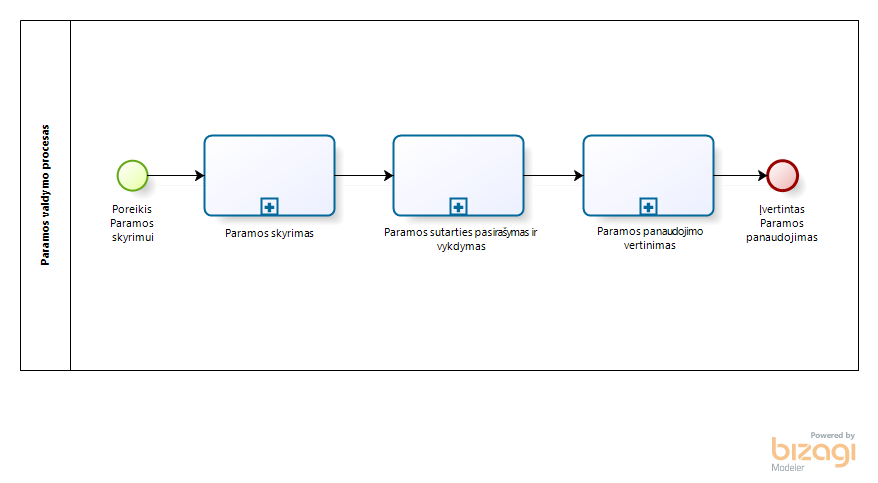 Paramos valdymo procesas
Poreikis
Paramos
skyrimui
Paramos skyrimas
Paramos sutarties pasirašymas ir
vykdymas
Paramos panaudojimo
vertinimas
Įvertintas
Paramos
panaudojimas
Powered by
bizagi
Modeler